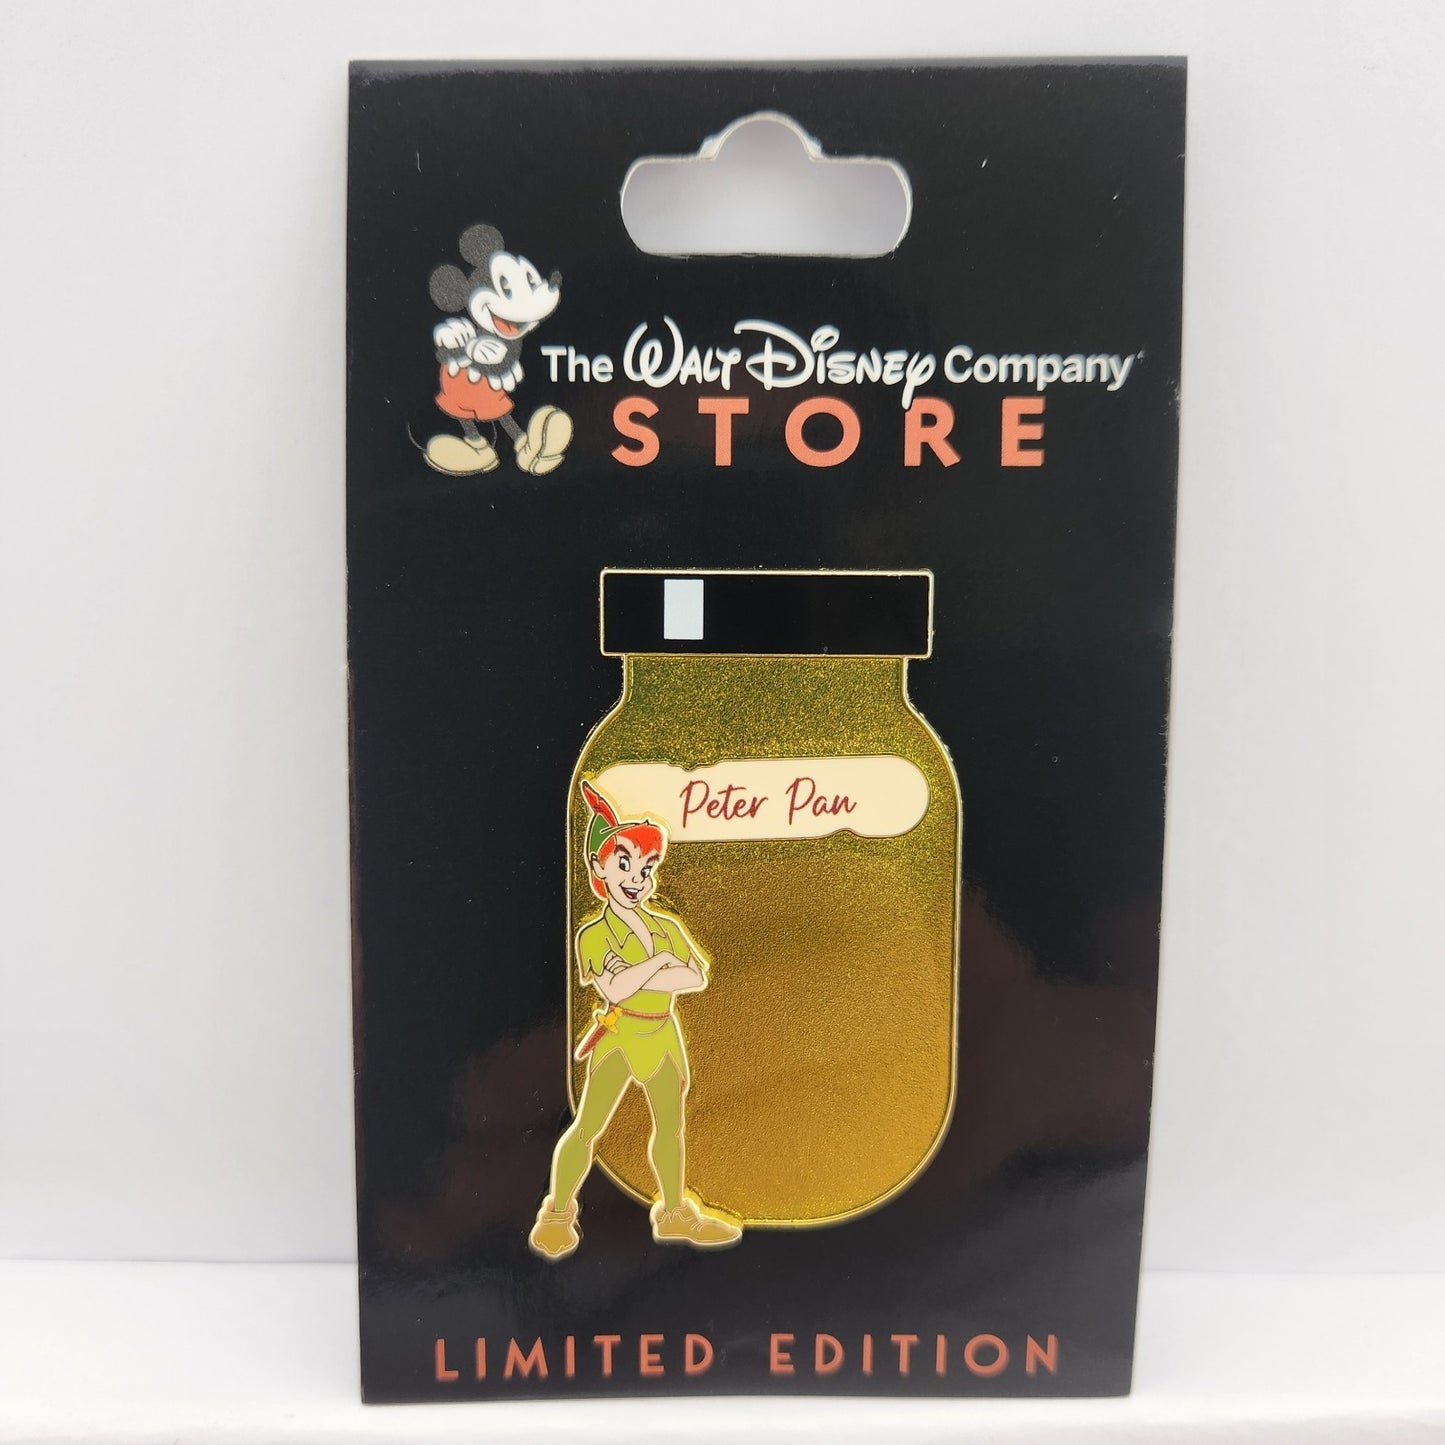 The Walt Disney Company
STORE
Peter Pan
LIMITED EDITION